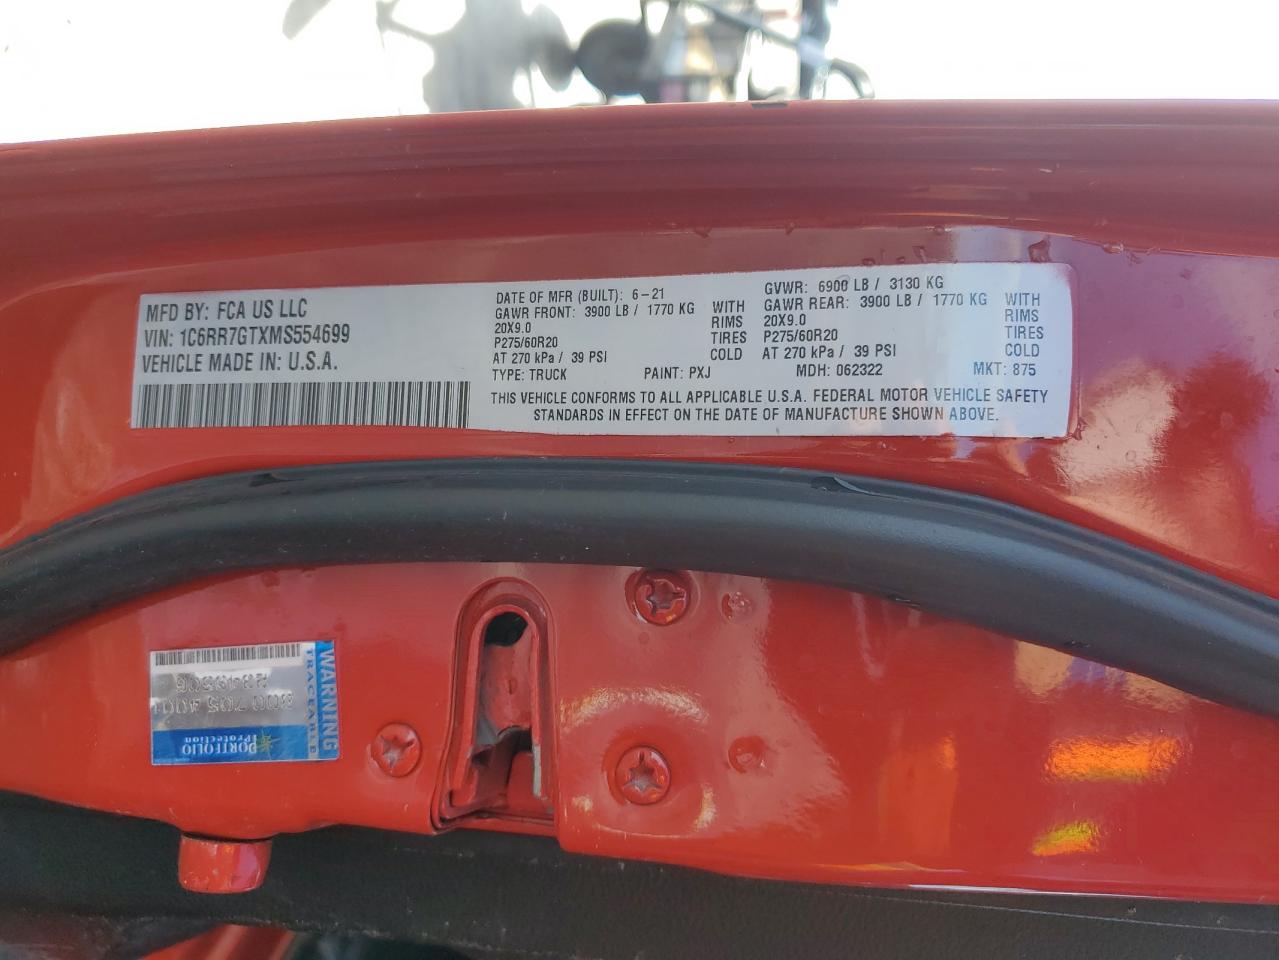 MFD BY: FCA US LLC
VIN: 1C6RR7GTXMS554699
VEHICLE MADE IN: U.S.A.
DATE OF MFR (BUILT): 6-21
GAWR FRONT: 3900 LB / 1770 KG WITH
20X9.0 RIMS
P275/60R20 TIRES
AT 270 kPa / 39 PSI COLD
TYPE: TRUCK PAINT: PXJ
GVWR: 6900 LB / 3130 KG
GAWR REAR: 3900 LB / 1770 KG WITH
20X9.0 RIMS
P275/60R20 TIRES
AT 270 kPa / 39 PSI COLD
MDH: 062322 MKT: 875
THIS VEHICLE CONFORMS TO ALL APPLICABLE U.S.A. FEDERAL MOTOR VEHICLE SAFETY
STANDARDS IN EFFECT ON THE DATE OF MANUFACTURE SHOWN ABOVE.
WARNING
TRACEABLE
PORTFOLIO
Protection